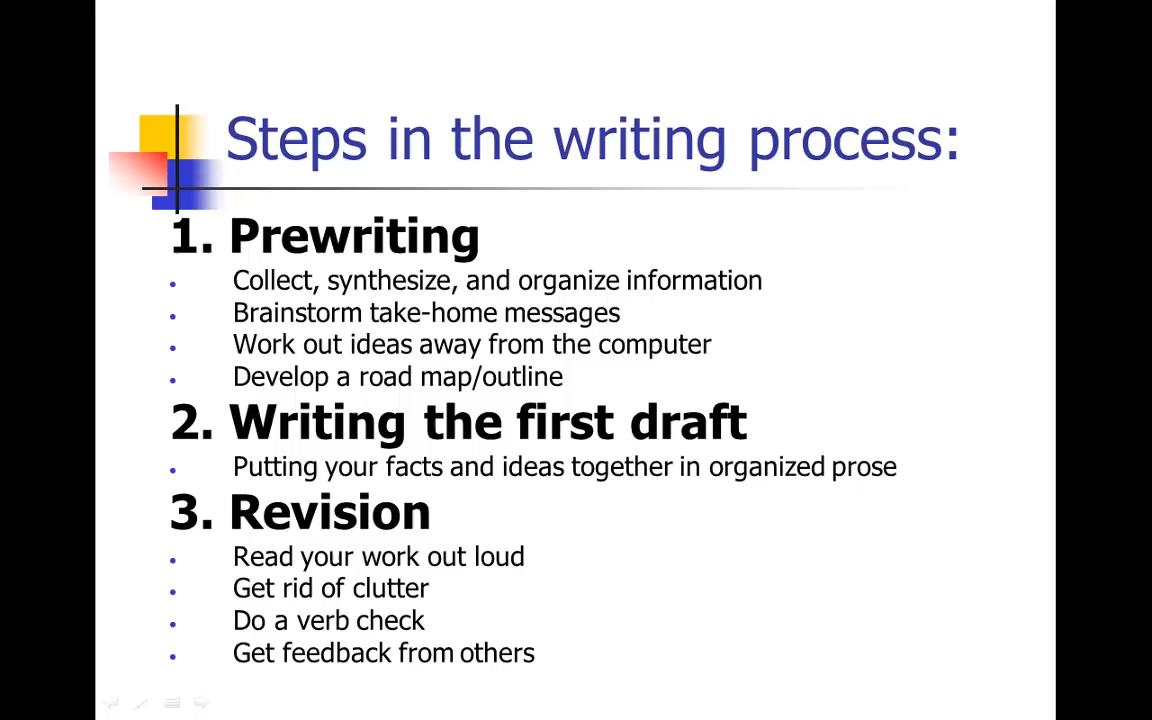 Steps in the writing process:
1. Prewriting
• Collect, synthesize, and organize information
• Brainstorm take-home messages
• Work out ideas away from the computer
• Develop a road map/outline
2. Writing the first draft
• Putting your facts and ideas together in organized prose
3. Revision
• Read your work out loud
• Get rid of clutter
• Do a verb check
• Get feedback from others